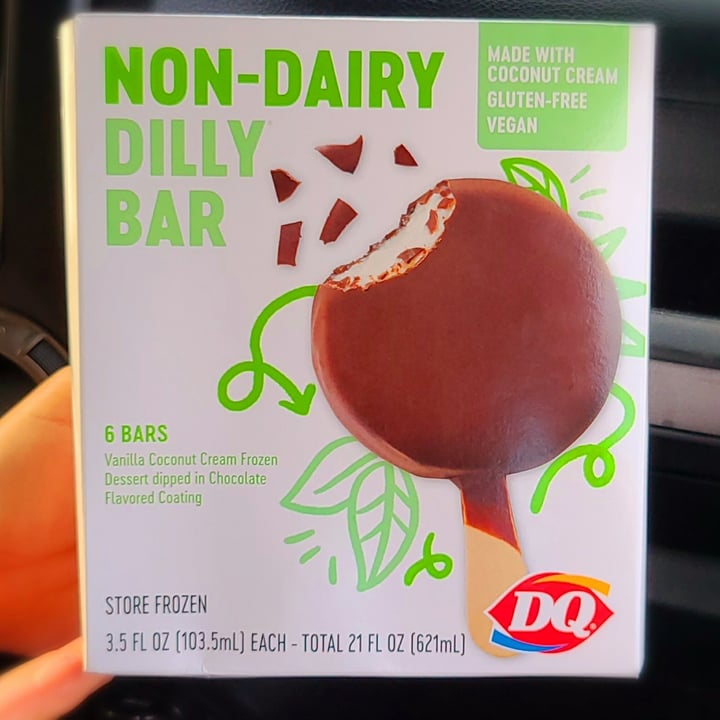 NON-DAIRY
DILLY
BAR
MADE WITH
COCONUT CREAM
GLUTEN-FREE
VEGAN
6 BARS
Vanilla Coconut Cream Frozen
Dessert dipped in Chocolate
Flavored Coating
STORE FROZEN
3.5 FL OZ (103.5mL) EACH - TOTAL 21 FL OZ (621mL)
DQ